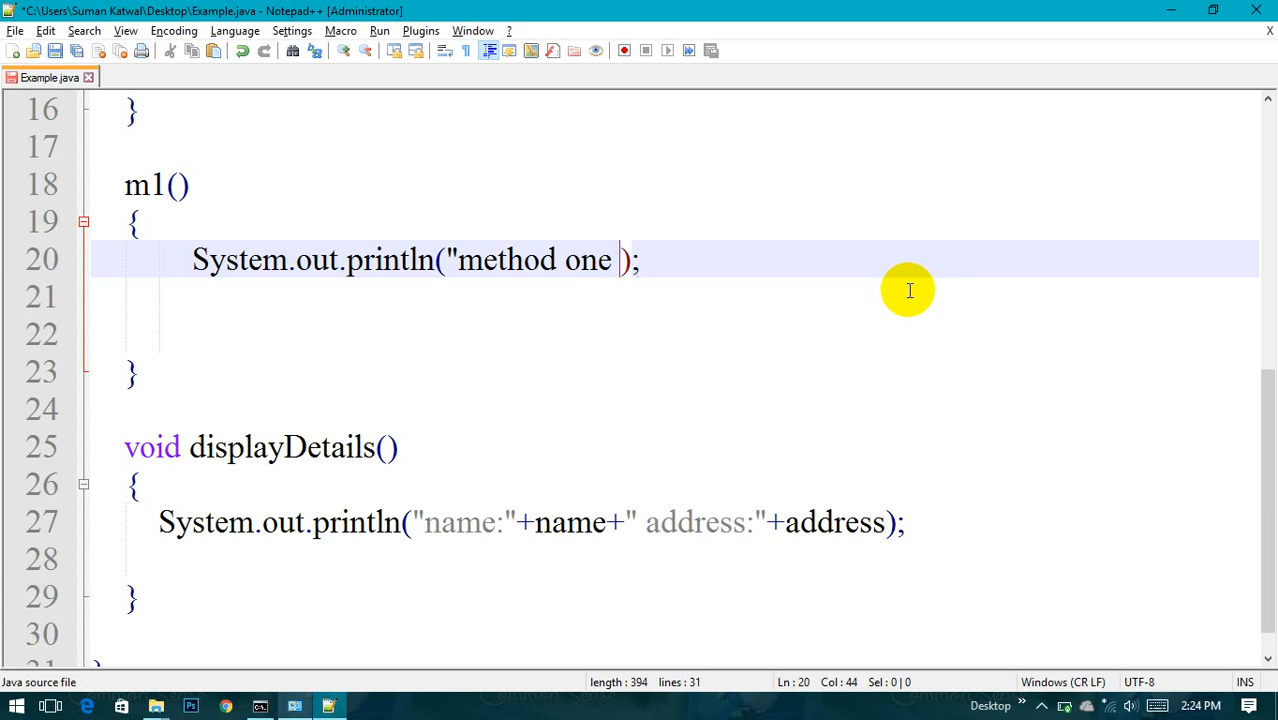 *C:\Users\Suman Katwal\Desktop\Example.java - Notepad++ [Administrator]
File Edit Search View Encoding Language Settings Macro Run Plugins Window ? X
Example.java
16 }
17
18 m1()
19 {
20 System.out.println("method one );
21
22
23 }
24
25 void displayDetails()
26 {
27 System.out.println("name:"+name+" address:"+address);
28
29 }
30
Java source file length : 394 lines : 31 Ln : 20 Col : 44 Sel : 0 | 0 Windows (CR LF) UTF-8 INS
Desktop 2:24 PM